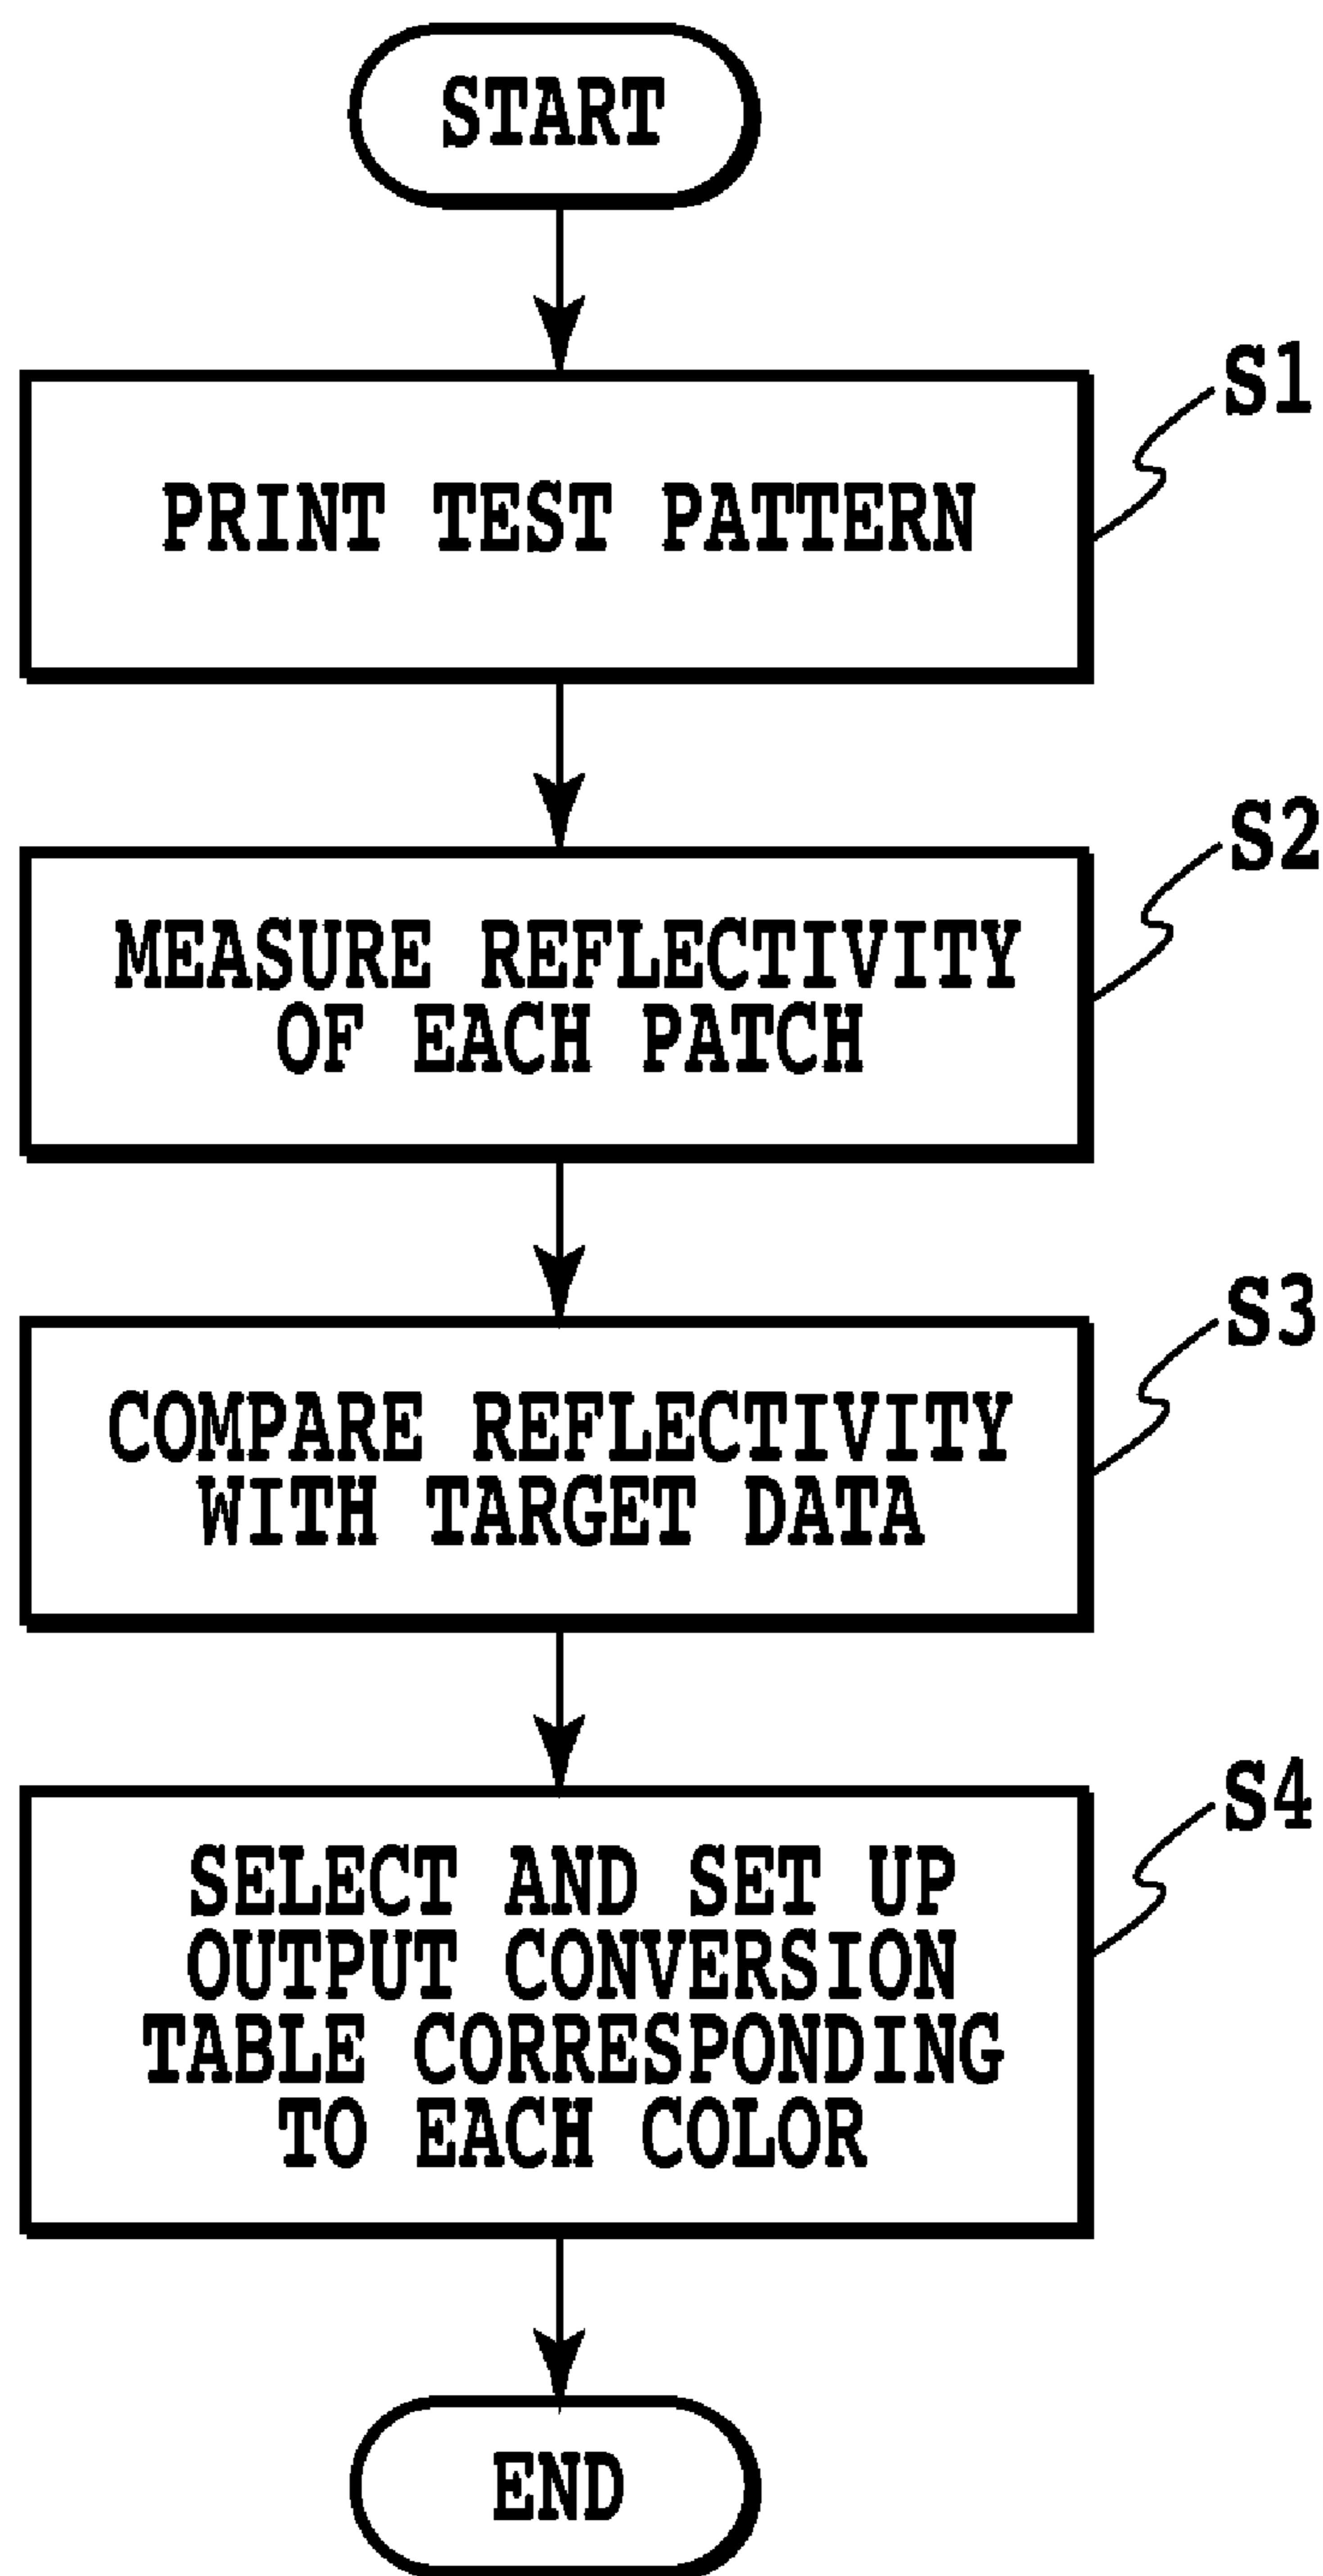 START
S1
PRINT TEST PATTERN
S2
MEASURE REFLECTIVITY
OF EACH PATCH
S3
COMPARE REFLECTIVITY
WITH TARGET DATA
S4
SELECT AND SET UP
OUTPUT CONVERSION
TABLE CORRESPONDING
TO EACH COLOR
END